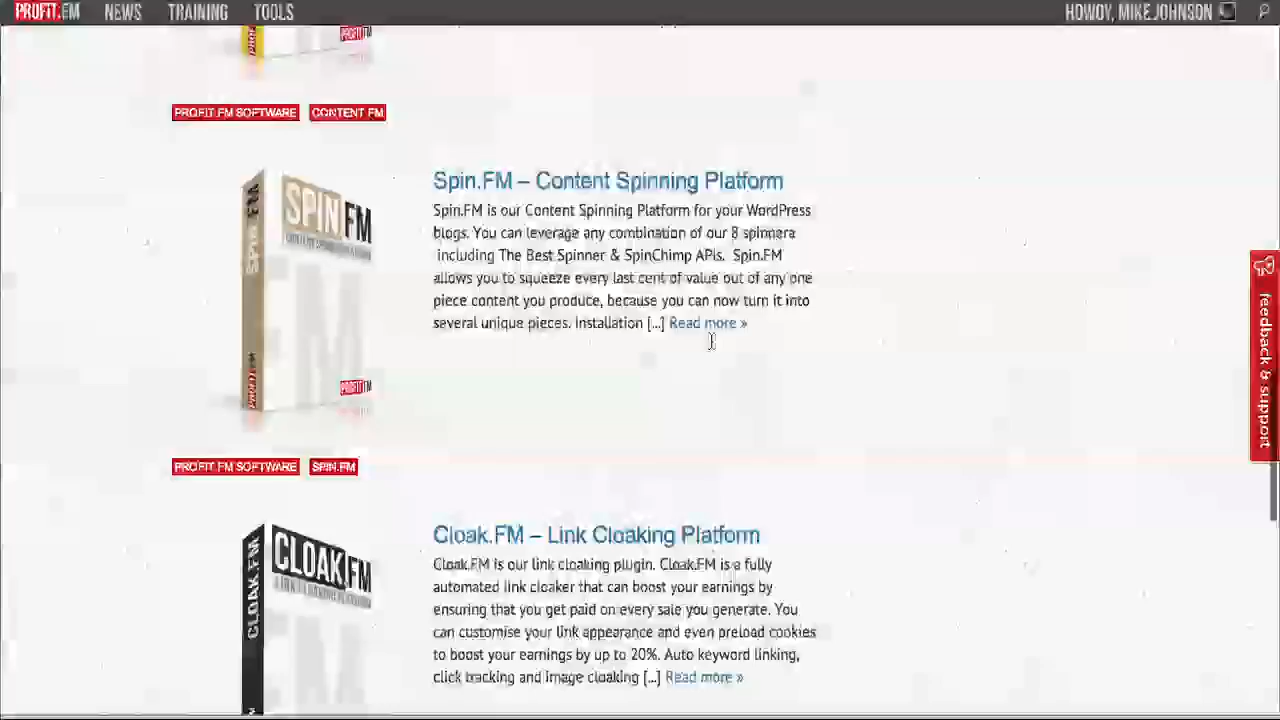 PROFIT.FM NEWS TRAINING TOOLS HOWDY, MIKE JOHNSON
PROFIT FM
PROFIT FM SOFTWARE CONTENT FM
Spin.FM – Content Spinning Platform
Spin.FM is our Content Spinning Platform for your WordPress
blogs. You can leverage any combination of our 8 spinners
including The Best Spinner & SpinChimp APIs. Spin.FM
allows you to squeeze every last cent of value out of any one
piece content you produce, because you can now turn it into
several unique pieces. Installation [...] Read more »
SPIN FM
SPIN FM
PROFIT FM
PROFIT FM
feedback & support
PROFIT FM SOFTWARE SPIN.FM
Cloak.FM – Link Cloaking Platform
Cloak.FM is our link cloaking plugin. Cloak.FM is a fully
automated link cloaker that can boost your earnings by
ensuring that you get paid on every sale you generate. You
can customise your link appearance and even preload cookies
to boost your earnings by up to 20%. Auto keyword linking,
click tracking and image cloaking [...] Read more »
CLOAK.FM
CLOAK.FM